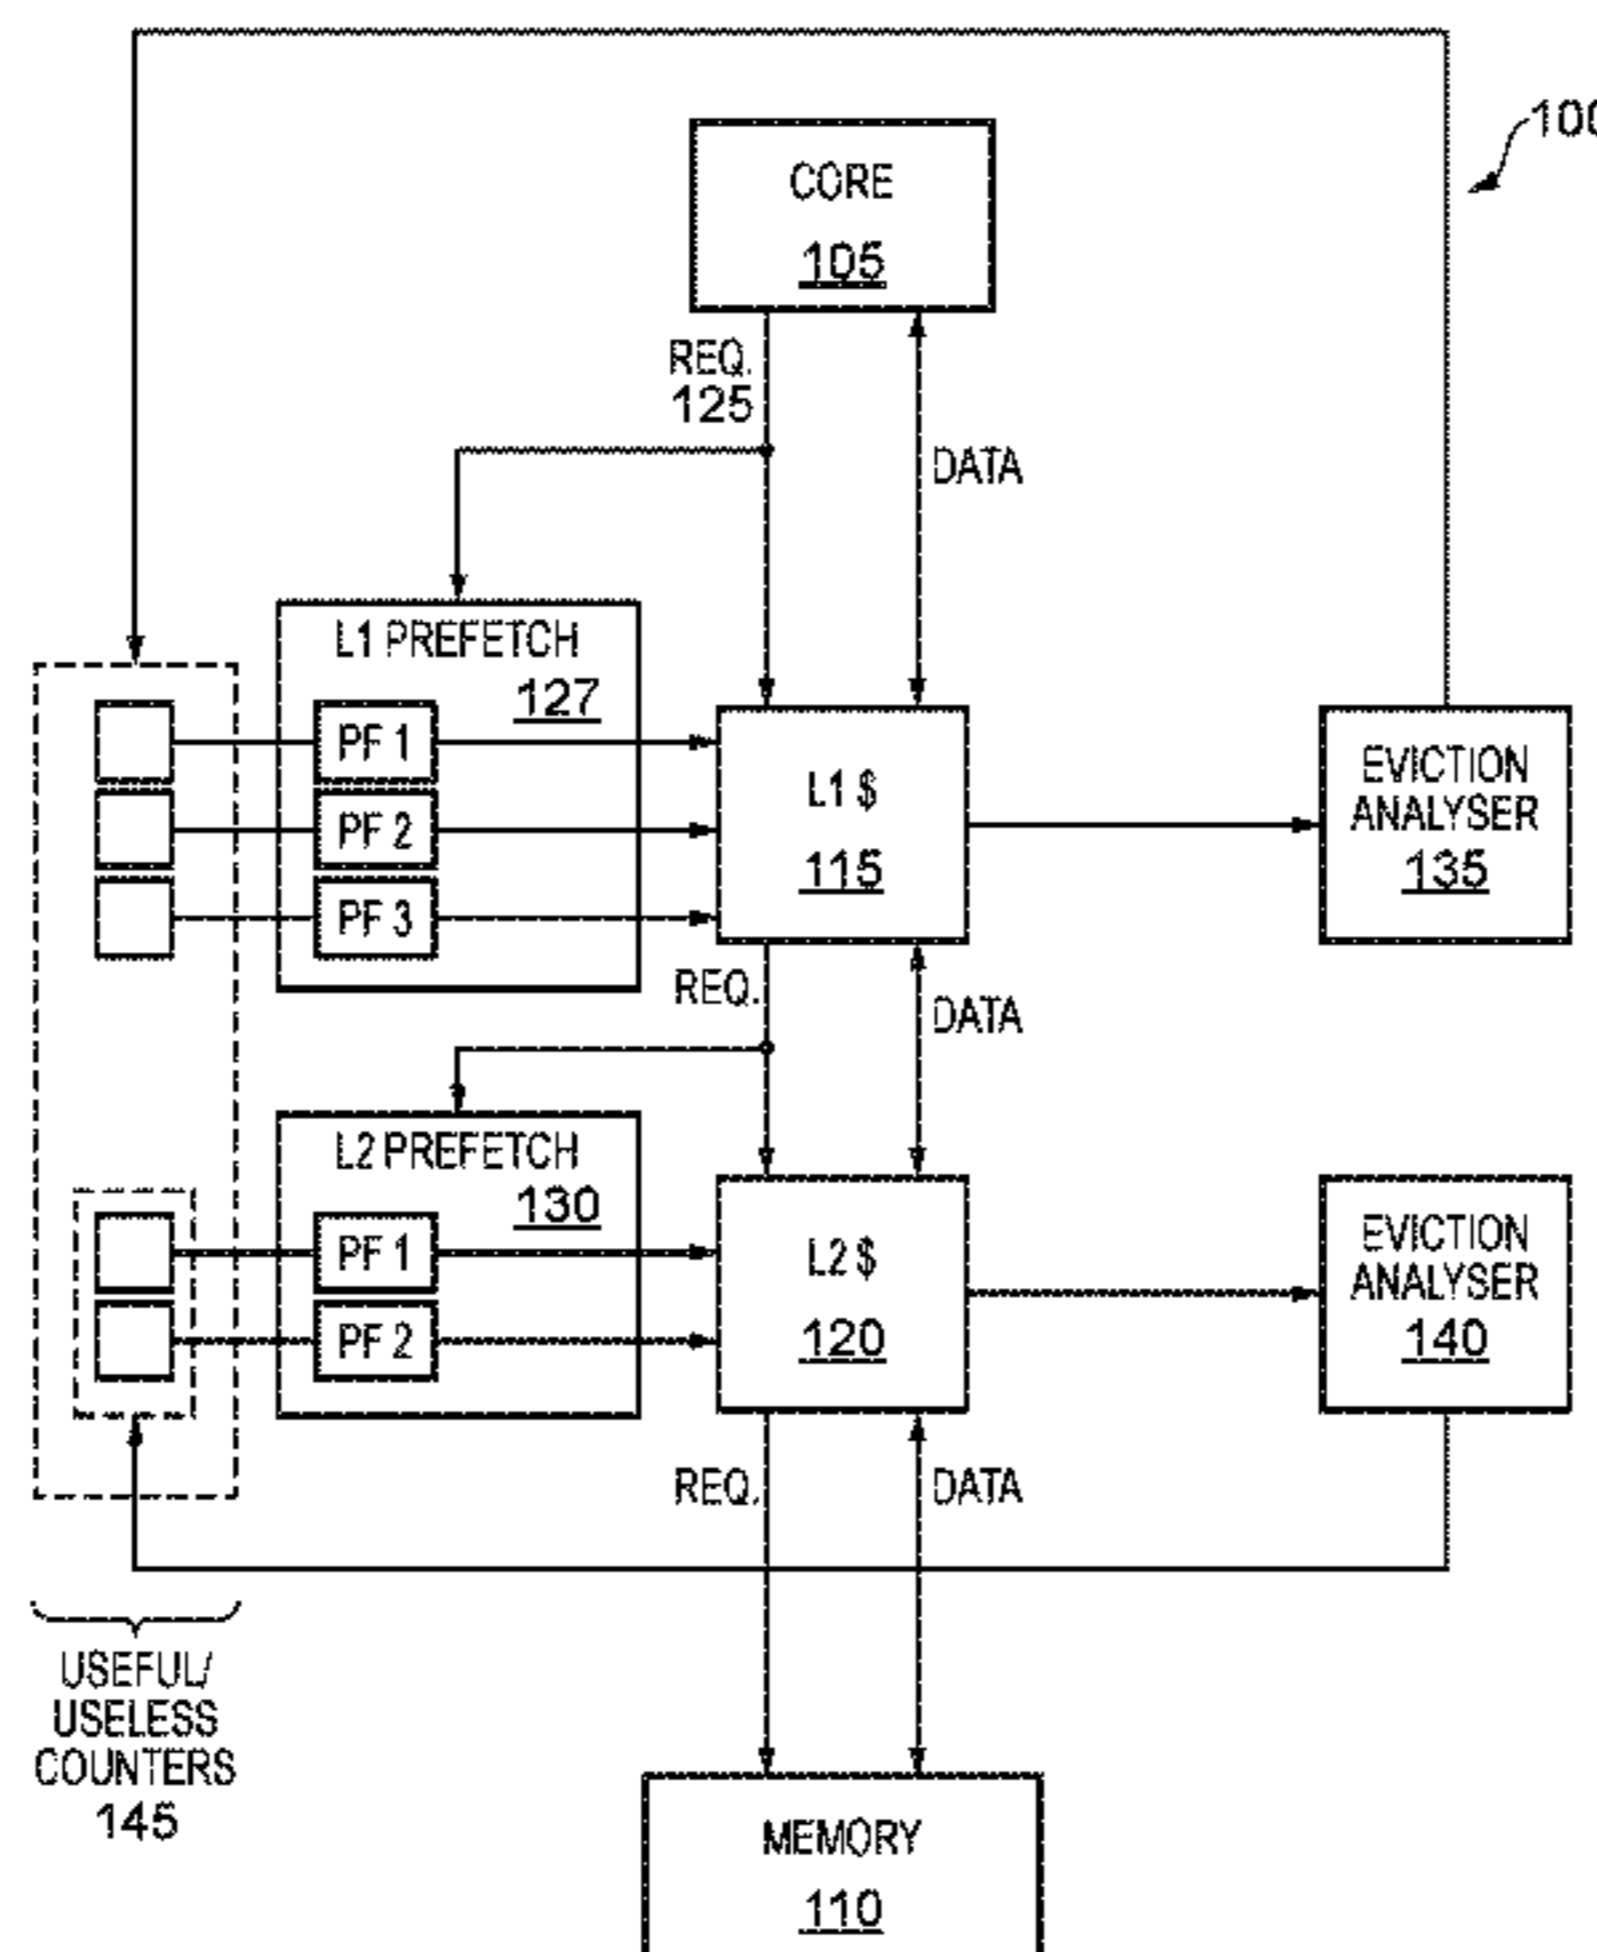 100
CORE
105
REQ.
125
DATA
L1 PREFETCH
127
PF 1
PF 2
PF 3
L1 $
115
EVICTION
ANALYSER
135
REQ.
DATA
L2 PREFETCH
130
PF 1
PF 2
L2 $
120
EVICTION
ANALYSER
140
REQ.
DATA
USEFUL/
USELESS
COUNTERS
145
MEMORY
110